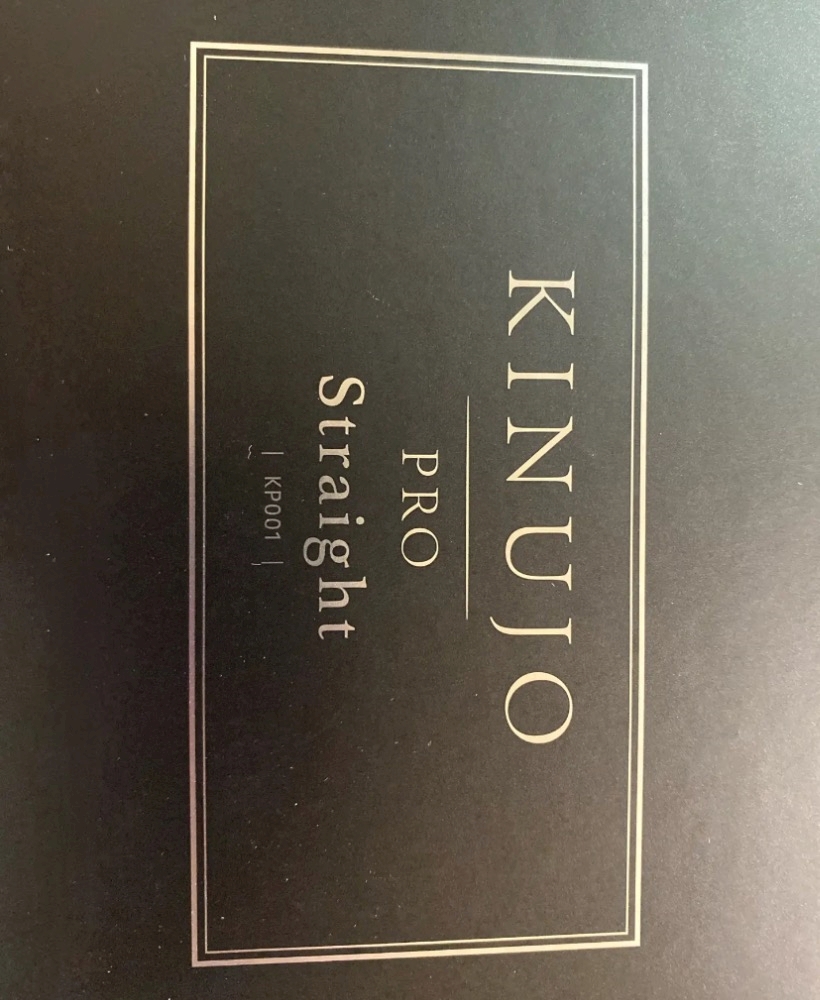 KINUJO
PRO
Straight
| KP001 |